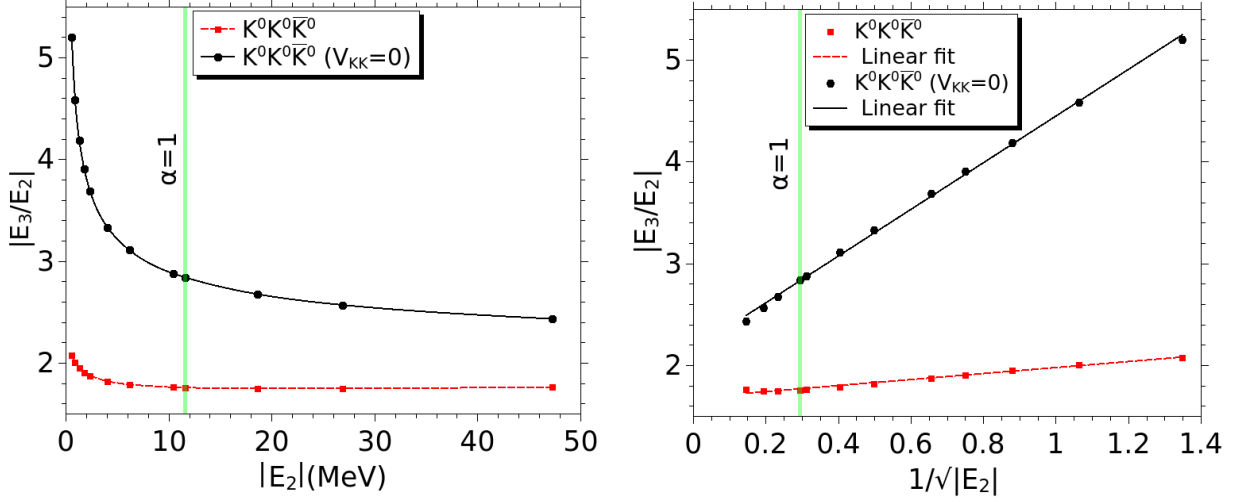 K⁰K⁰K̅⁰
K⁰K⁰K̅⁰ (V_KK=0)
α=1
|E₃/E₂|
5
4
3
2
0
10
20
30
40
50
|E₂|(MeV)
K⁰K⁰K̅⁰
Linear fit
K⁰K⁰K̅⁰ (V_KK=0)
Linear fit
α=1
|E₃/E₂|
5
4
3
2
0
0.2
0.4
0.6
0.8
1
1.2
1.4
1/√|E₂|